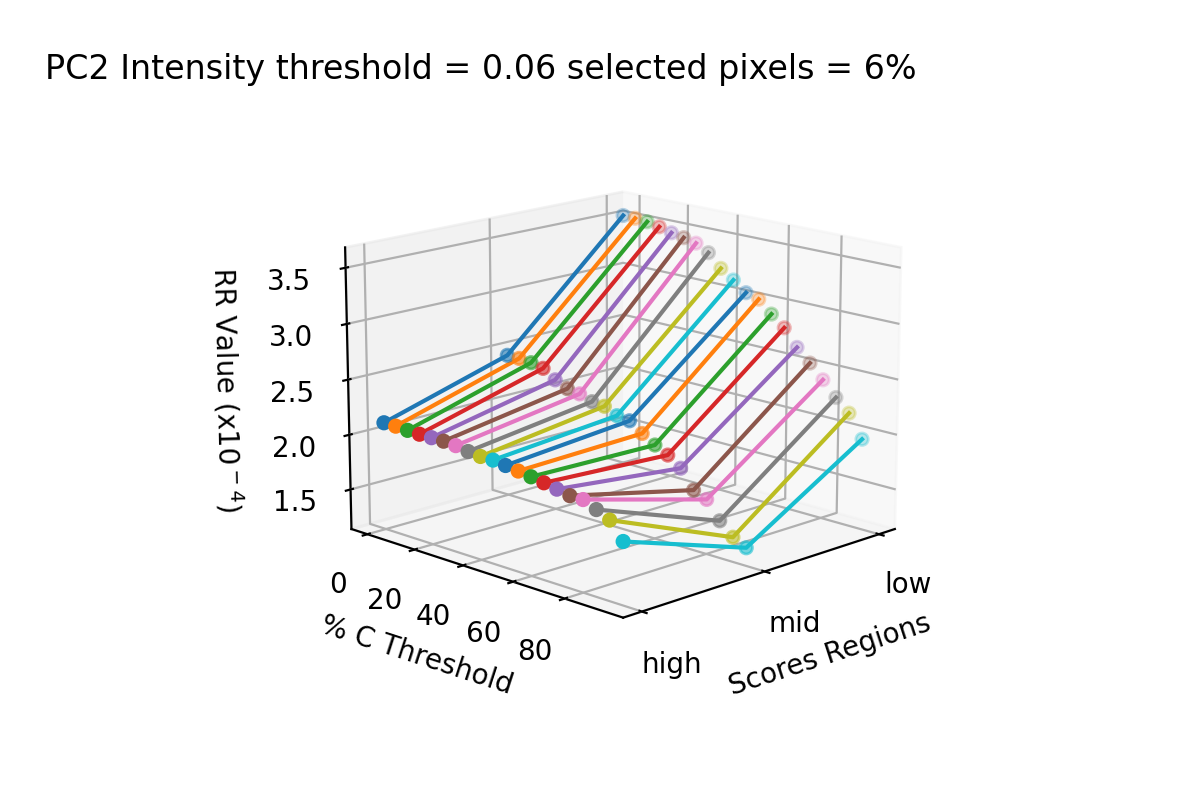 PC2 Intensity threshold = 0.06 selected pixels = 6%
RR Value (x10⁻⁴)
3.5
3.0
2.5
2.0
1.5
0
20
40
60
80
% C Threshold
high
mid
low
Scores Regions